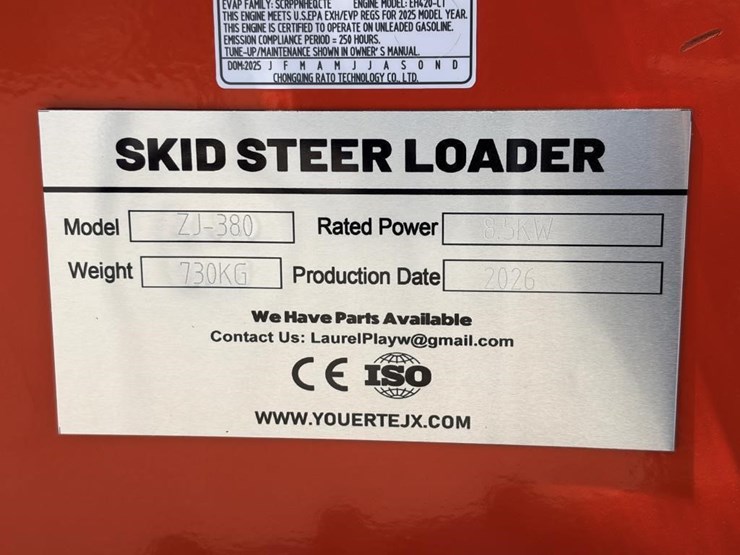 EVAP FAMILY: SCRPPNHEQCTE ENGINE MODEL: EH420-CT
THIS ENGINE MEETS U.S.EPA EXH/EVP REGS FOR 2025 MODEL YEAR.
THIS ENGINE IS CERTIFIED TO OPERATE ON UNLEADED GASOLINE.
EMISSION COMPLIANCE PERIOD = 250 HOURS.
TUNE-UP/MAINTENANCE SHOWN IN OWNER'S MANUAL.
DOM:2025 J F M A M J J A S O N D
CHONGQING RATO TECHNOLOGY CO., LTD.
SKID STEER LOADER
Model ZJ-380 Rated Power 8.5KW
Weight 730KG Production Date 2026
We Have Parts Available
Contact Us: LaurelPlayw@gmail.com
CE ISO
WWW.YOUERTEJX.COM